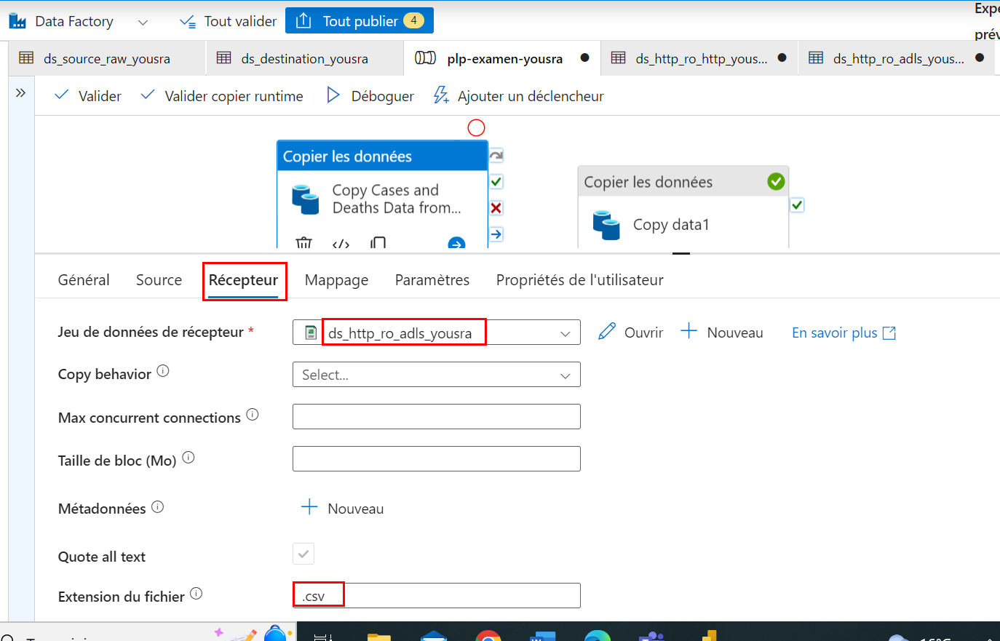 Data Factory
Tout valider
Tout publier 4
Expe
prév
ds_source_raw_yousra
ds_destination_yousra
plp-examen-yousra
ds_http_ro_http_yous...
ds_http_ro_adls_yous...
Valider
Valider copier runtime
Déboguer
Ajouter un déclencheur
Copier les données
Copy Cases and
Deaths Data from...
Copier les données
Copy data1
Général
Source
Récepteur
Mappage
Paramètres
Propriétés de l'utilisateur
Jeu de données de récepteur *
ds_http_ro_adls_yousra
Ouvrir
Nouveau
En savoir plus
Copy behavior
Select...
Max concurrent connections
Taille de bloc (Mo)
Métadonnées
Nouveau
Quote all text
Extension du fichier
.csv